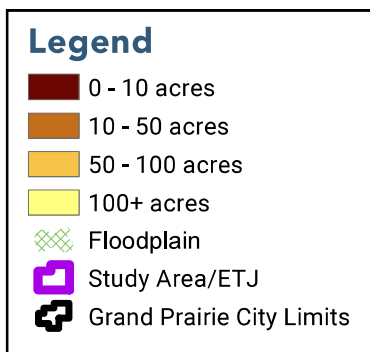 Legend
0 - 10 acres
10 - 50 acres
50 - 100 acres
100+ acres
Floodplain
Study Area/ETJ
Grand Prairie City Limits